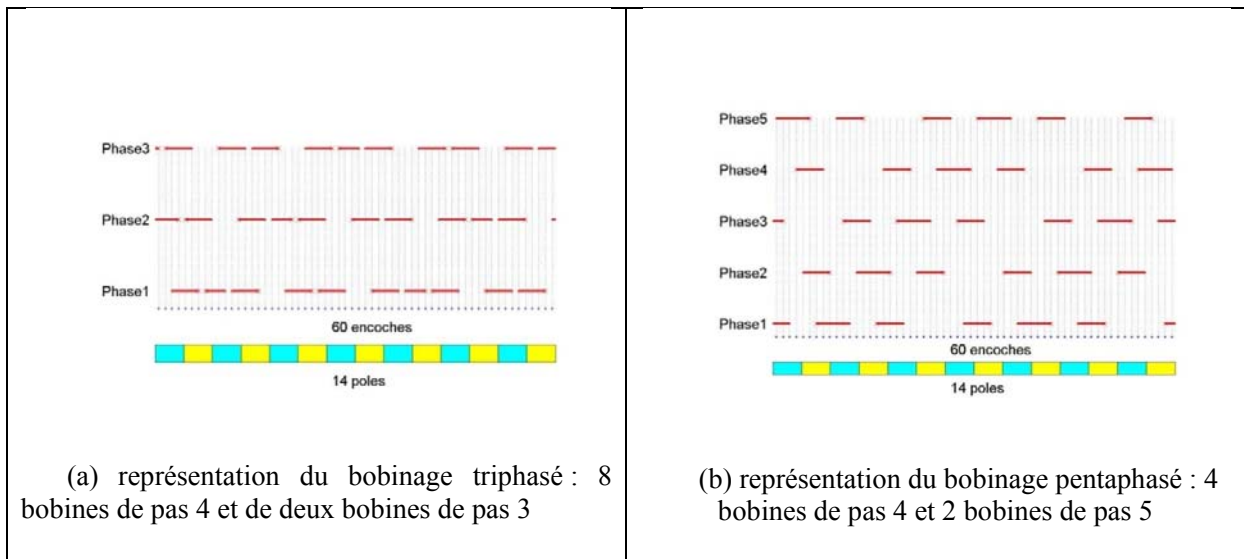 Phase3
Phase2
Phase1
60 encoches
14 poles
(a) représentation du bobinage triphasé : 8
bobines de pas 4 et de deux bobines de pas 3
Phase5
Phase4
Phase3
Phase2
Phase1
60 encoches
14 poles
(b) représentation du bobinage pentaphasé : 4
bobines de pas 4 et 2 bobines de pas 5